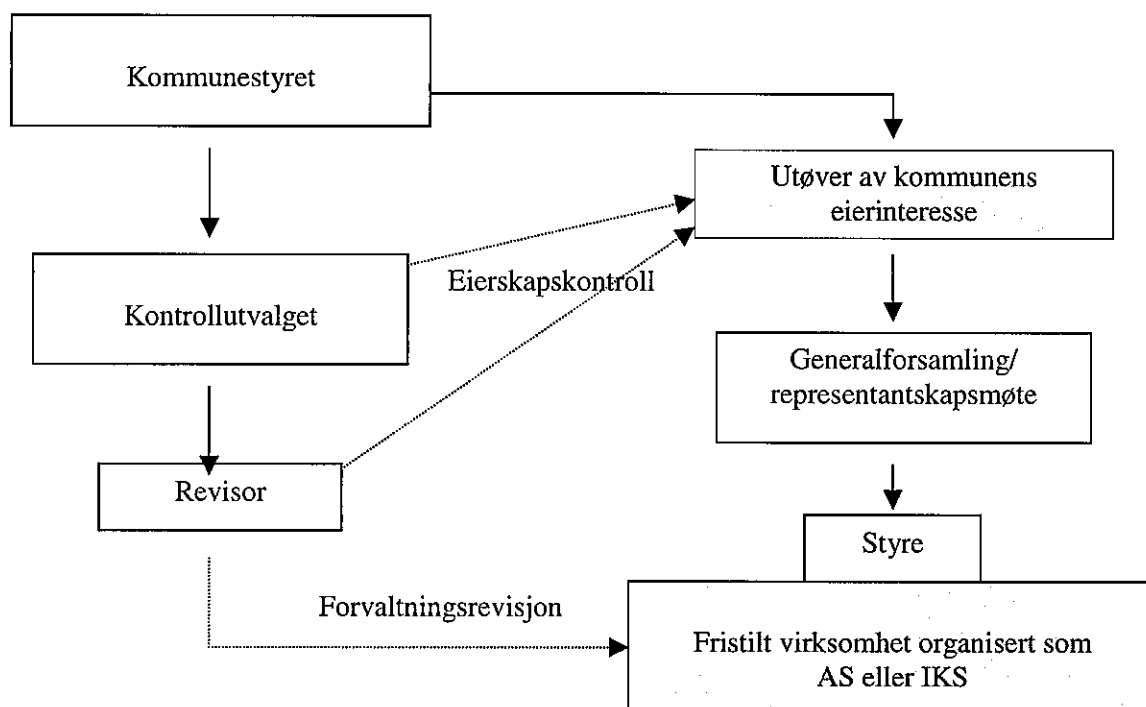 Kommunestyret
Utøver av kommunens
eierinteresse
Eierskapskontroll
Kontrollutvalget
Generalforsamling/
representantskapsmøte
Revisor
Styre
Forvaltningsrevisjon
Fristilt virksomhet organisert som
AS eller IKS